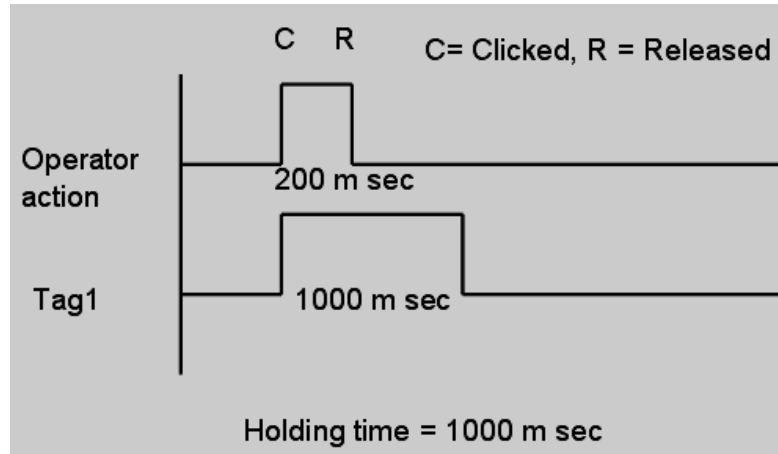 C R
C= Clicked, R = Released
Operator
action
200 m sec
Tag1
1000 m sec
Holding time = 1000 m sec